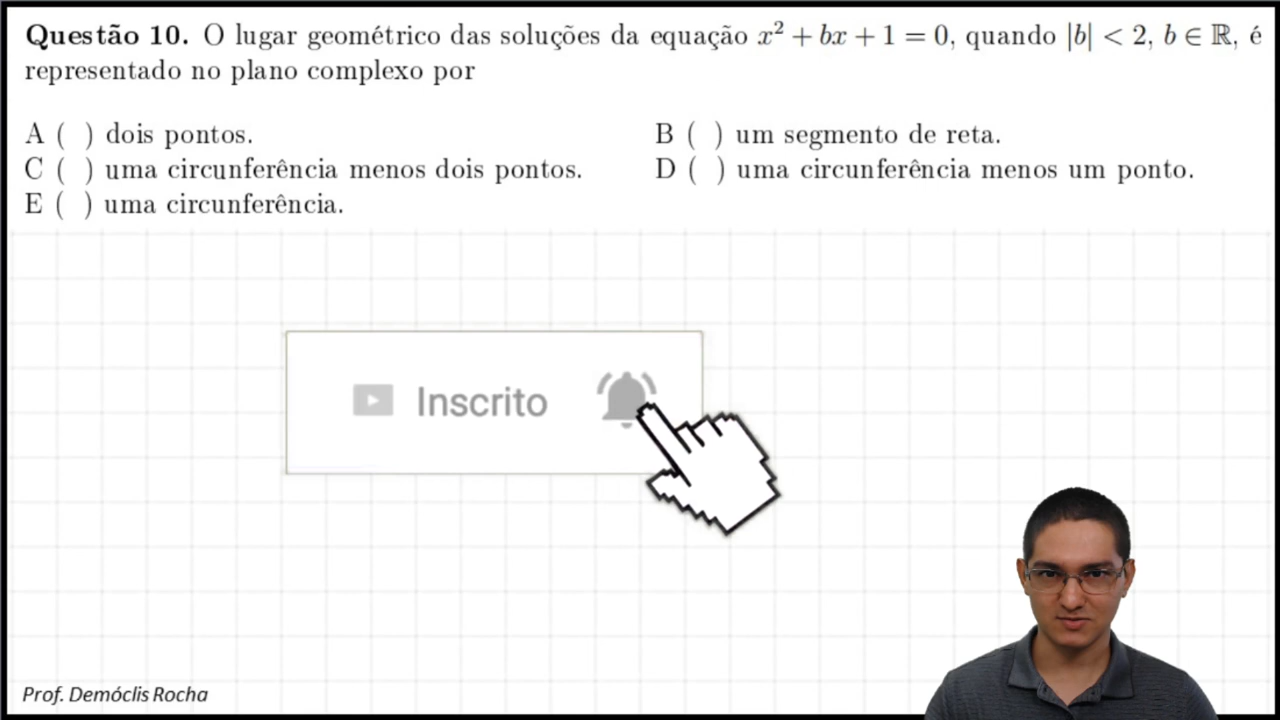 Questão 10. O lugar geométrico das soluções da equação x² + bx + 1 = 0, quando |b| < 2, b ∈ ℝ, é
representado no plano complexo por
A ( ) dois pontos.
B ( ) um segmento de reta.
C ( ) uma circunferência menos dois pontos.
D ( ) uma circunferência menos um ponto.
E ( ) uma circunferência.
Inscrito
Prof. Demóclis Rocha